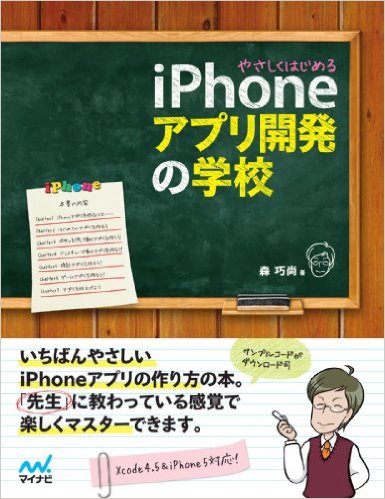 やさしくはじめる
iPhone
アプリ開発
の学校
iPhone
本書の内容
森 巧尚 著
いちばんやさしい
iPhoneアプリの作り方の本。
「先生」に教わっている感覚で
楽しくマスターできます。
サンプルコードが
ダウンロード可
Xcode4.5&iPhone5対応!
マイナビ